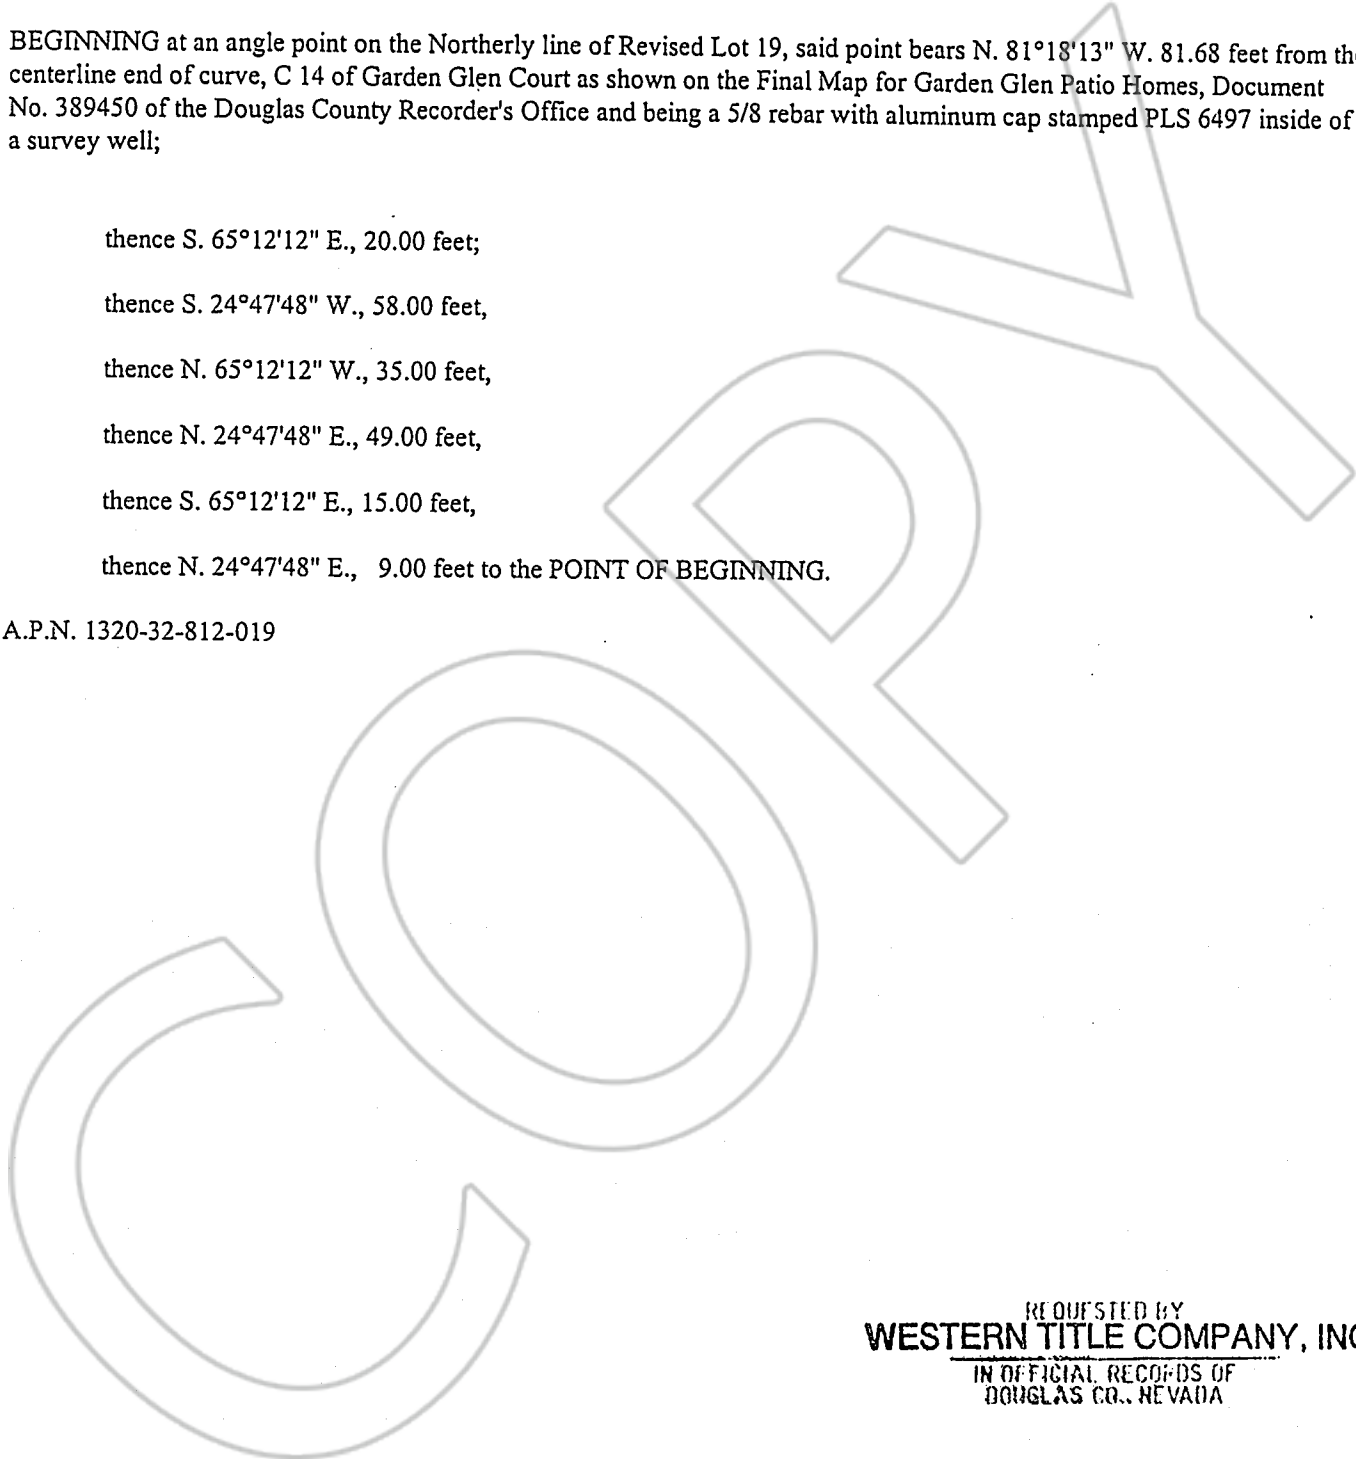 BEGINNING at an angle point on the Northerly line of Revised Lot 19, said point bears N. 81°18'13" W. 81.68 feet from th
centerline end of curve, C 14 of Garden Glen Court as shown on the Final Map for Garden Glen Patio Homes, Document
No. 389450 of the Douglas County Recorder's Office and being a 5/8 rebar with aluminum cap stamped PLS 6497 inside of
a survey well;
thence S. 65°12'12" E., 20.00 feet;
thence S. 24°47'48" W., 58.00 feet,
thence N. 65°12'12" W., 35.00 feet,
thence N. 24°47'48" E., 49.00 feet,
thence S. 65°12'12" E., 15.00 feet,
thence N. 24°47'48" E., 9.00 feet to the POINT OF BEGINNING.
A.P.N. 1320-32-812-019
COPY
REQUESTED BY
WESTERN TITLE COMPANY, INC
IN OFFICIAL RECORDS OF
DOUGLAS CO., NEVADA